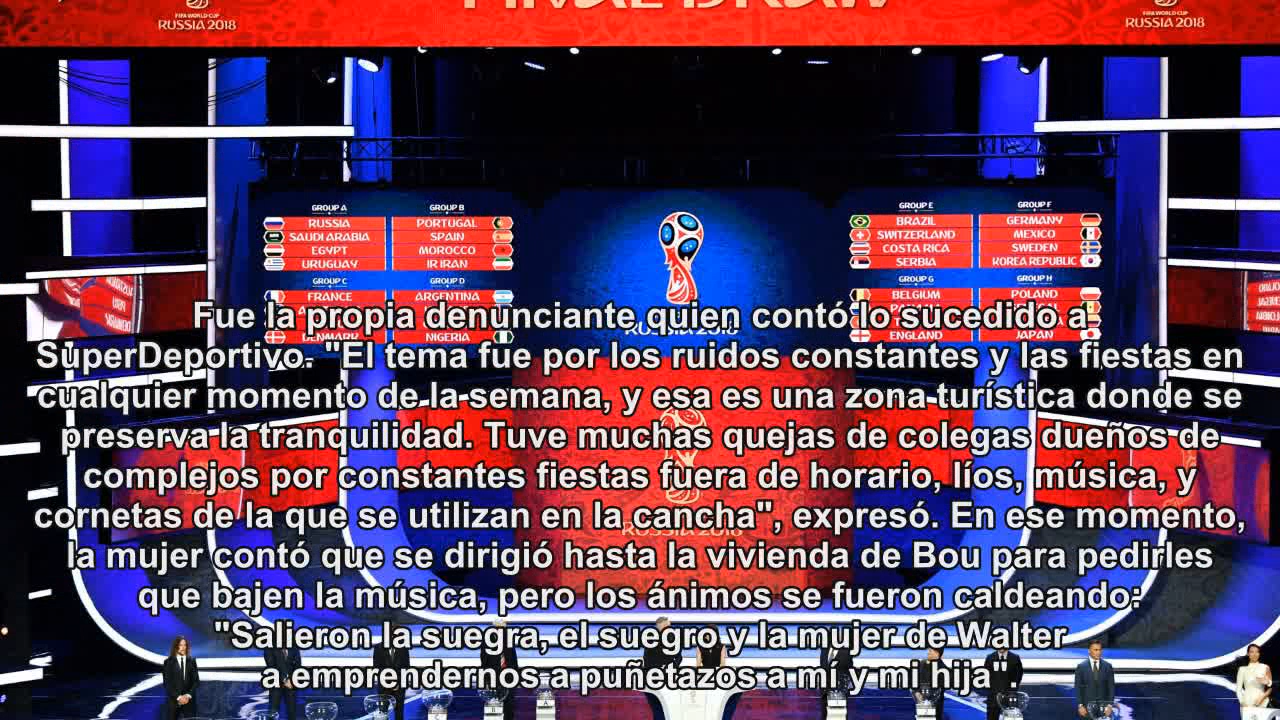 FINAL DRAW
FIFA WORLD CUP
RUSSIA 2018
FIFA WORLD CUP
RUSSIA 2018
GROUP A
RUSSIA
SAUDI ARABIA
EGYPT
URUGUAY
GROUP B
PORTUGAL
SPAIN
MOROCCO
IR IRAN
GROUP C
FRANCE
DENMARK
GROUP D
ARGENTINA
NIGERIA
GROUP E
BRAZIL
SWITZERLAND
COSTA RICA
SERBIA
GROUP F
GERMANY
MEXICO
SWEDEN
KOREA REPUBLIC
GROUP G
BELGIUM
ENGLAND
GROUP H
POLAND
JAPAN
RUSSIA 2018
Fue la propia denunciante quien contó lo sucedido a
SuperDeportivo. "El tema fue por los ruidos constantes y las fiestas en
cualquier momento de la semana, y esa es una zona turística donde se
preserva la tranquilidad. Tuve muchas quejas de colegas dueños de
complejos por constantes fiestas fuera de horario, líos, música, y
cornetas de la que se utilizan en la cancha", expresó. En ese momento,
la mujer contó que se dirigió hasta la vivienda de Bou para pedirles
que bajen la música, pero los ánimos se fueron caldeando:
"Salieron la suegra, el suegro y la mujer de Walter
a emprendernos a puñetazos a mí y mi hija".
RUSSIA 2018